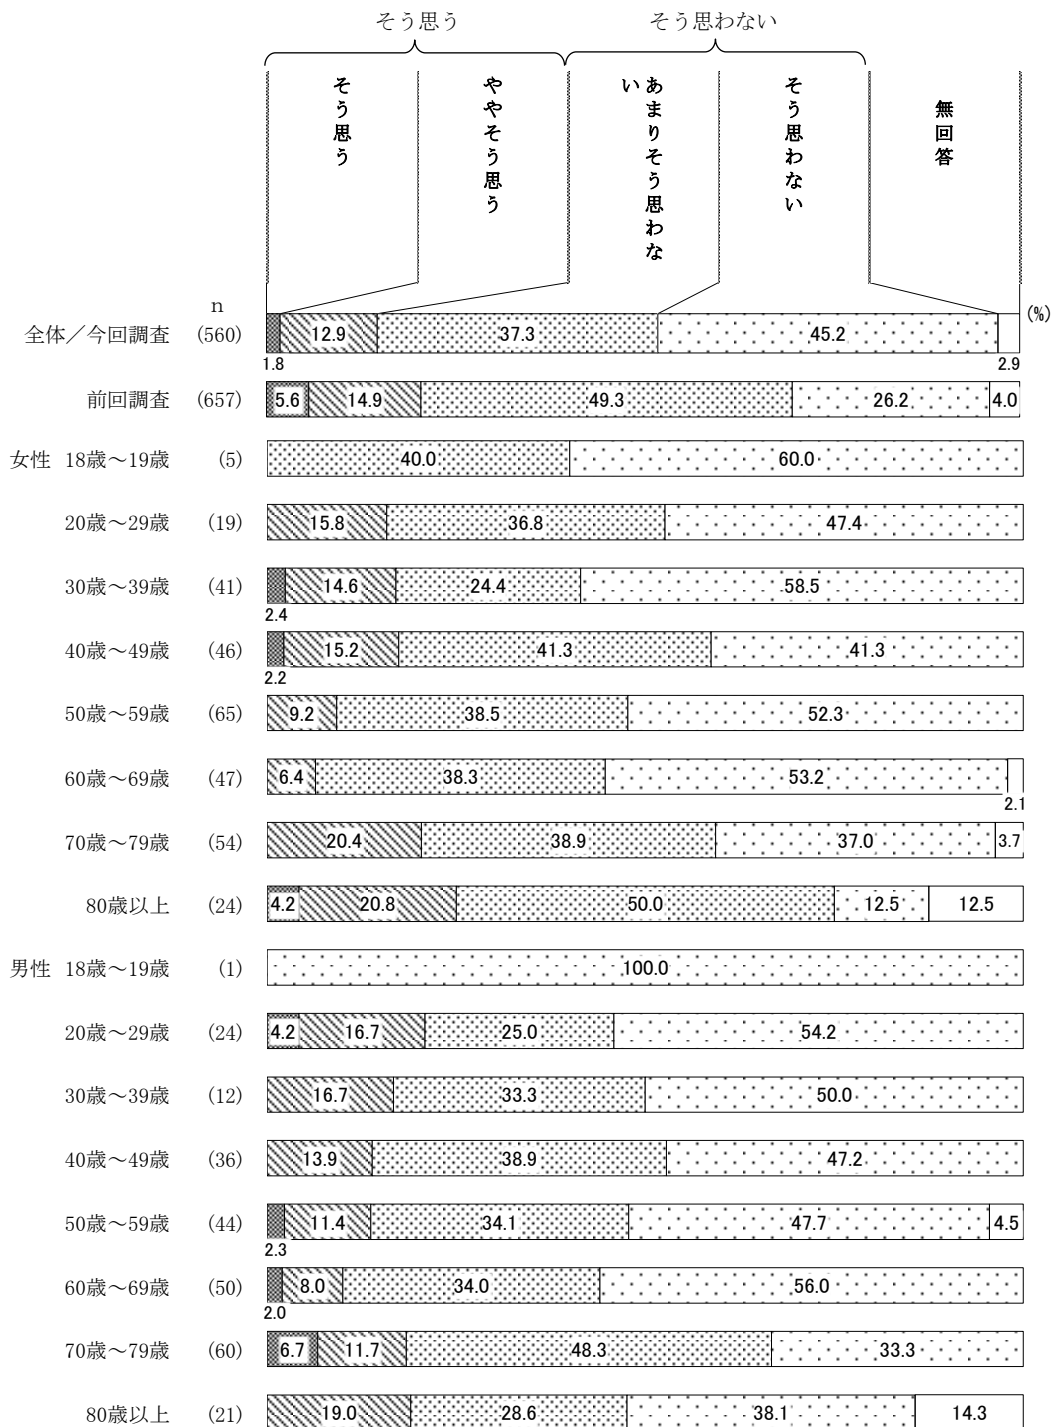 そう思う そう思わない
そう思う
ややそう思う
あまりそう思わない
そう思わない
無回答
n
(%)
全体／今回調査 (560) 12.9 37.3 45.2
1.8 2.9
前回調査 (657) 5.6 14.9 49.3 26.2 4.0
女性 18歳～19歳 (5) 40.0 60.0
20歳～29歳 (19) 15.8 36.8 47.4
30歳～39歳 (41) 14.6 24.4 58.5
2.4
40歳～49歳 (46) 15.2 41.3 41.3
2.2
50歳～59歳 (65) 9.2 38.5 52.3
60歳～69歳 (47) 6.4 38.3 53.2
2.1
70歳～79歳 (54) 20.4 38.9 37.0 3.7
80歳以上 (24) 4.2 20.8 50.0 12.5 12.5
男性 18歳～19歳 (1) 100.0
20歳～29歳 (24) 4.2 16.7 25.0 54.2
30歳～39歳 (12) 16.7 33.3 50.0
40歳～49歳 (36) 13.9 38.9 47.2
50歳～59歳 (44) 11.4 34.1 47.7 4.5
2.3
60歳～69歳 (50) 8.0 34.0 56.0
2.0
70歳～79歳 (60) 6.7 11.7 48.3 33.3
80歳以上 (21) 19.0 28.6 38.1 14.3